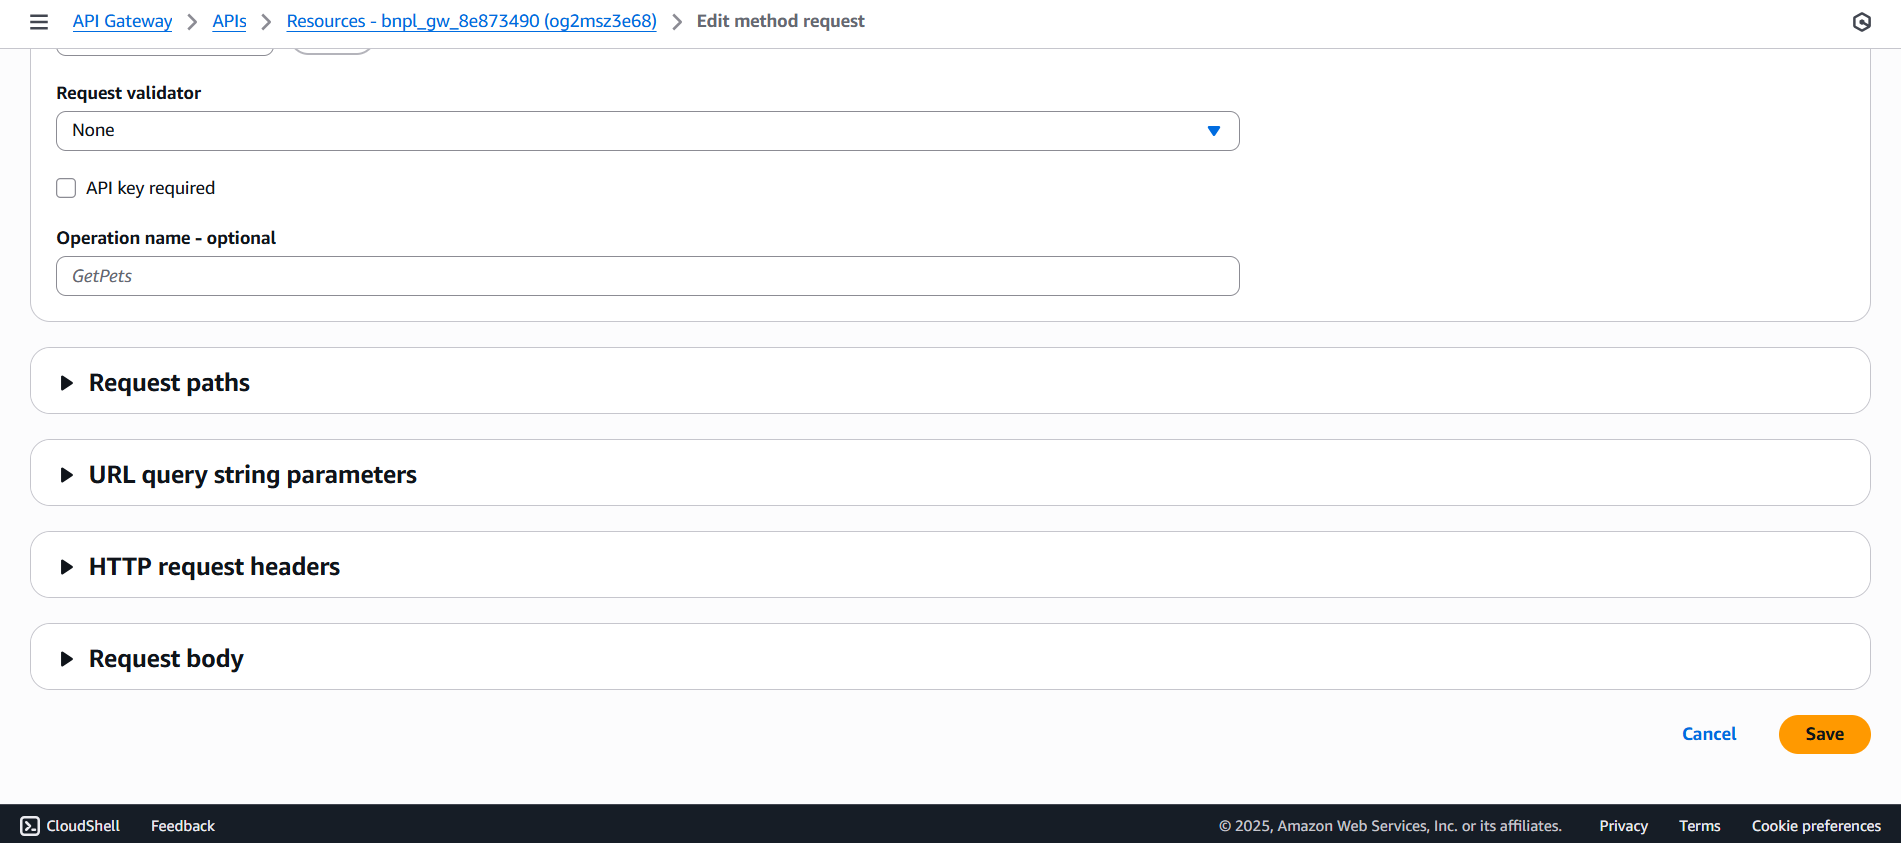 API Gateway > APIs > Resources - bnpl_gw_8e873490 (og2msz3e68) > Edit method request
Request validator
None
API key required
Operation name - optional
GetPets
Request paths
URL query string parameters
HTTP request headers
Request body
Cancel Save
CloudShell Feedback © 2025, Amazon Web Services, Inc. or its affiliates. Privacy Terms Cookie preferences